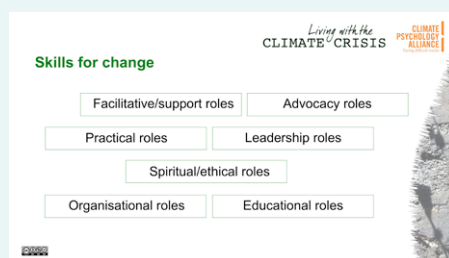 Living with the
CLIMATE CRISIS
CLIMATE
PSYCHOLOGY
ALLIANCE
Skills for change
Facilitative/support roles
Advocacy roles
Practical roles
Leadership roles
Spiritual/ethical roles
Organisational roles
Educational roles